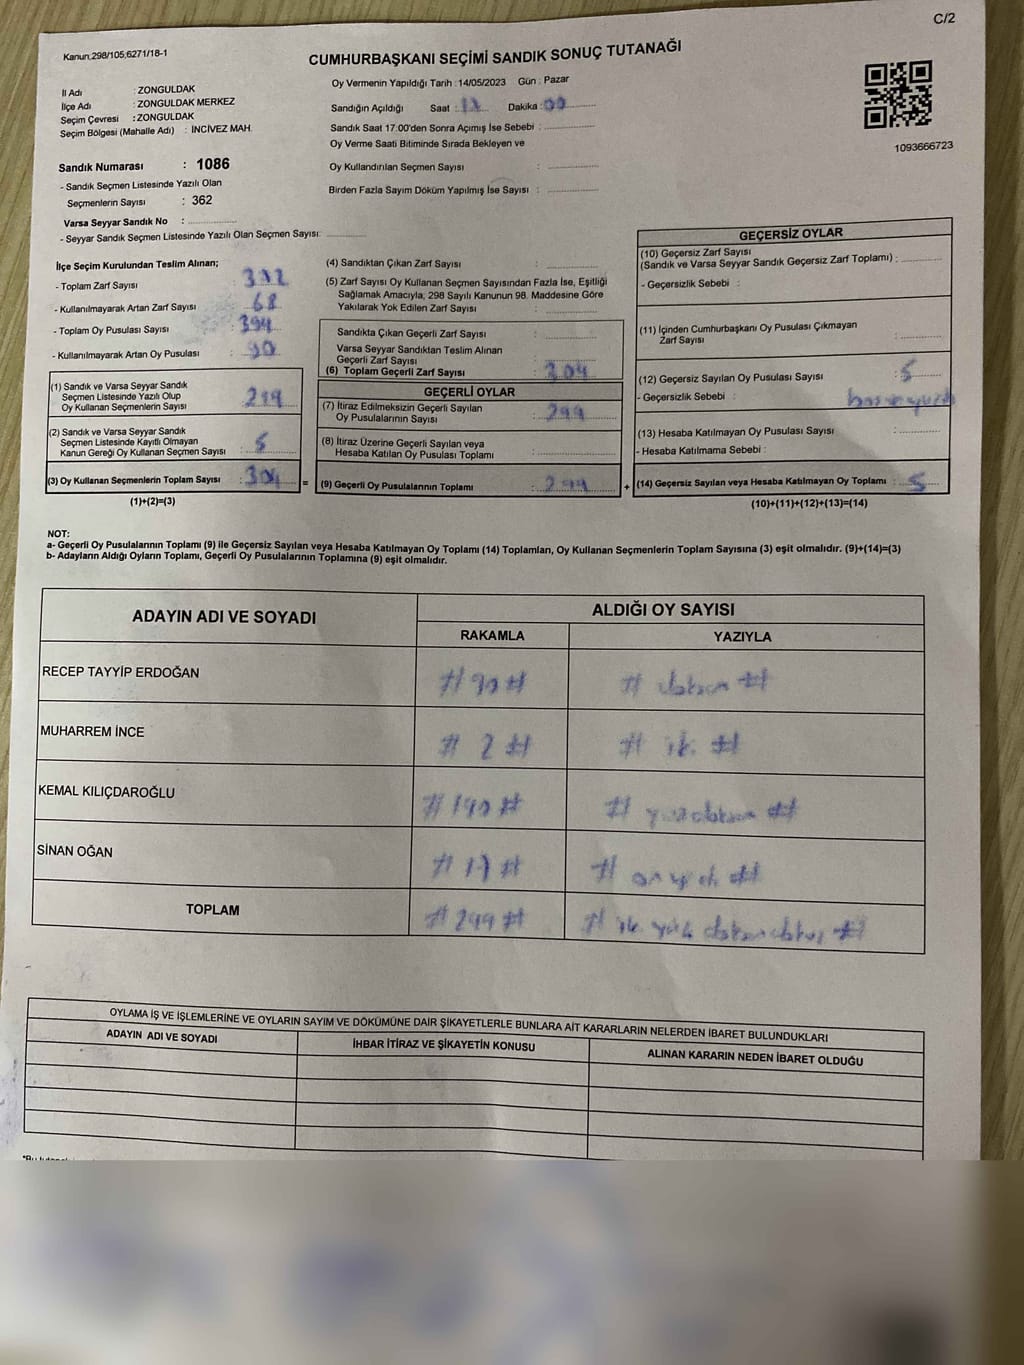 C/2
Kanun:298/105;6271/18-1
CUMHURBAŞKANI SEÇİMİ SANDIK SONUÇ TUTANAĞI
İl Adı : ZONGULDAK
İlçe Adı : ZONGULDAK MERKEZ
Seçim Çevresi : ZONGULDAK
Seçim Bölgesi (Mahalle Adı) : İNCİVEZ MAH.
Oy Vermenin Yapıldığı Tarih : 14/05/2023 Gün : Pazar
Sandığın Açıldığı Saat : Dakika : 00
Sandık Saat 17:00'den Sonra Açımış İse Sebebi :
Oy Verme Saati Bitiminde Sırada Bekleyen ve
Oy Kullandırılan Seçmen Sayısı :
Birden Fazla Sayım Döküm Yapılmış İse Sayısı :
1093666723
Sandık Numarası : 1086
- Sandık Seçmen Listesinde Yazılı Olan
Seçmenlerin Sayısı : 362
Varsa Seyyar Sandık No :
- Seyyar Sandık Seçmen Listesinde Yazılı Olan Seçmen Sayısı:
İlçe Seçim Kurulundan Teslim Alınan;
- Toplam Zarf Sayısı :
- Kullanılmayarak Artan Zarf Sayısı : 68
- Toplam Oy Pusulası Sayısı : 394
- Kullanılmayarak Artan Oy Pusulası : 90
(1) Sandık ve Varsa Seyyar Sandık
Seçmen Listesinde Yazılı Olup
Oy Kullanan Seçmenlerin Sayısı : 299
(2) Sandık ve Varsa Seyyar Sandık
Seçmen Listesinde Kayıtlı Olmayan
Kanun Gereği Oy Kullanan Seçmen Sayısı : 5
(3) Oy Kullanan Seçmenlerin Toplam Sayısı : 304 =
(1)+(2)=(3)
(4) Sandıktan Çıkan Zarf Sayısı :
(5) Zarf Sayısı Oy Kullanan Seçmen Sayısından Fazla İse, Eşitliği
Sağlamak Amacıyla, 298 Sayılı Kanunun 98. Maddesine Göre
Yakılarak Yok Edilen Zarf Sayısı :
Sandıkta Çıkan Geçerli Zarf Sayısı :
Varsa Seyyar Sandıktan Teslim Alınan
Geçerli Zarf Sayısı :
(6) Toplam Geçerli Zarf Sayısı : 304
GEÇERLİ OYLAR
(7) İtiraz Edilmeksizin Geçerli Sayılan
Oy Pusulalarının Sayısı : 299
(8) İtiraz Üzerine Geçerli Sayılan veya
Hesaba Katılan Oy Pusulası Toplamı :
(9) Geçerli Oy Pusulalarının Toplamı : 299 +
GEÇERSİZ OYLAR
(10) Geçersiz Zarf Sayısı
(Sandık ve Varsa Seyyar Sandık Geçersiz Zarf Toplamı) :
- Geçersizlik Sebebi :
(11) İçinden Cumhurbaşkanı Oy Pusulası Çıkmayan
Zarf Sayısı :
(12) Geçersiz Sayılan Oy Pusulası Sayısı : 5
- Geçersizlik Sebebi :
(13) Hesaba Katılmayan Oy Pusulası Sayısı :
- Hesaba Katılmama Sebebi :
(14) Geçersiz Sayılan veya Hesaba Katılmayan Oy Toplamı : 5
(10)+(11)+(12)+(13)=(14)
NOT:
a- Geçerli Oy Pusulalarının Toplamı (9) ile Geçersiz Sayılan veya Hesaba Katılmayan Oy Toplamı (14) Toplamları, Oy Kullanan Seçmenlerin Toplam Sayısına (3) eşit olmalıdır. (9)+(14)=(3)
b- Adayların Aldığı Oyların Toplamı, Geçerli Oy Pusulalarının Toplamına (9) eşit olmalıdır.
ADAYIN ADI VE SOYADI ALDIĞI OY SAYISI
RAKAMLA YAZIYLA
RECEP TAYYİP ERDOĞAN # 90 # # doksan #
MUHARREM İNCE # 2 # # iki #
KEMAL KILIÇDAROĞLU # 190 # # yüzdoksan #
SİNAN OĞAN # 17 # # on yedi #
TOPLAM # 299 # # iki yüz doksan dokuz #
OYLAMA İŞ VE İŞLEMLERİNE VE OYLARIN SAYIM VE DÖKÜMÜNE DAİR ŞİKAYETLERLE BUNLARA AİT KARARLARIN NELERDEN İBARET BULUNDUKLARI
ADAYIN ADI VE SOYADI İHBAR İTİRAZ VE ŞİKAYETİN KONUSU ALINAN KARARIN NEDEN İBARET OLDUĞU